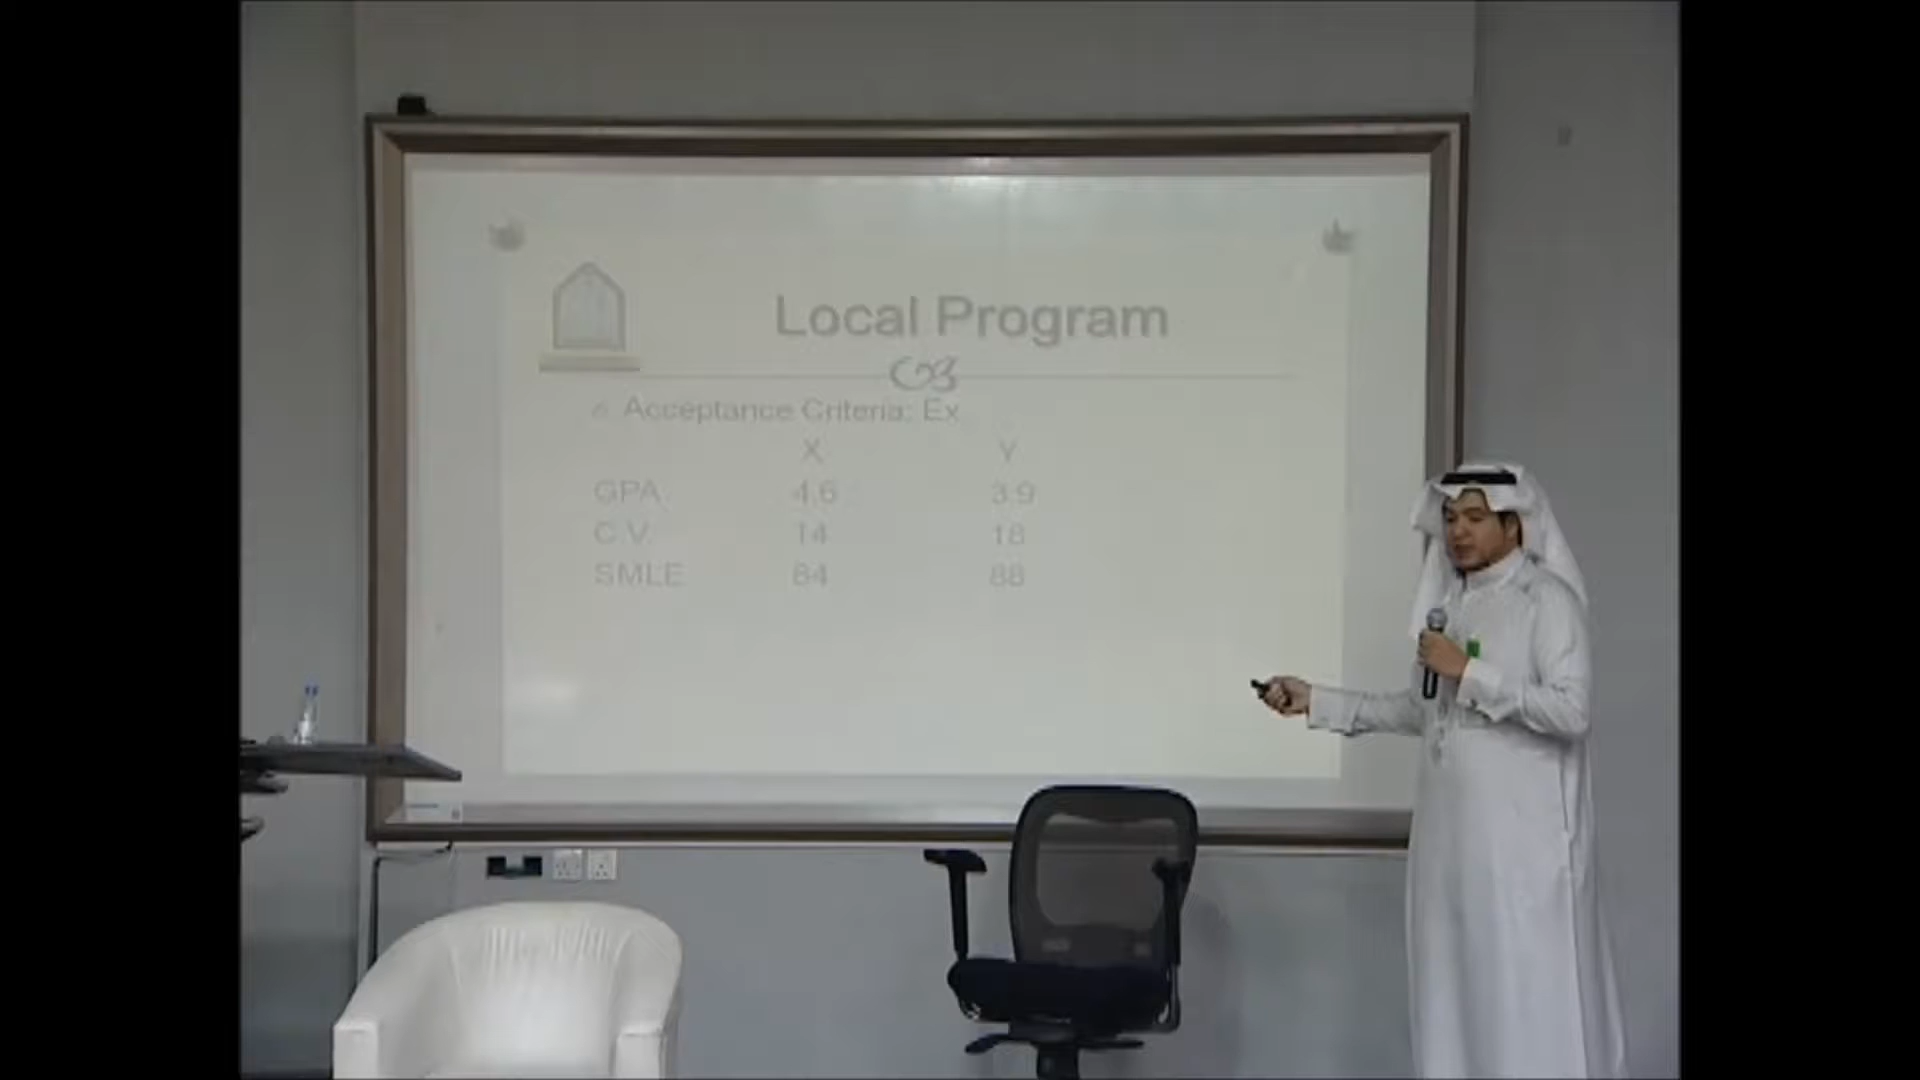 Local Program
Acceptance Criteria: Ex
X Y
GPA 4.6 3.9
C.V. 14 18
SMLE 84 88